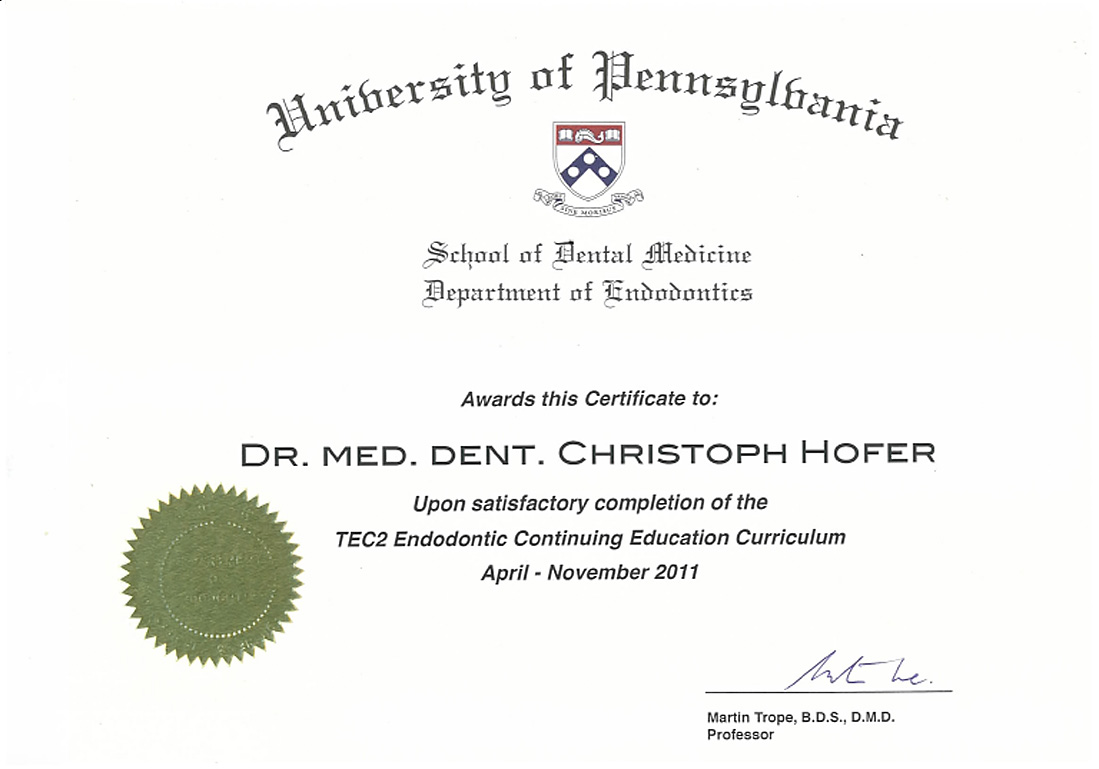 University of Pennsylvania
SINE MORIBUS
School of Dental Medicine
Department of Endodontics
Awards this Certificate to:
DR. MED. DENT. CHRISTOPH HOFER
Upon satisfactory completion of the
TEC2 Endodontic Continuing Education Curriculum
April - November 2011
Martin Trope, B.D.S., D.M.D.
Professor